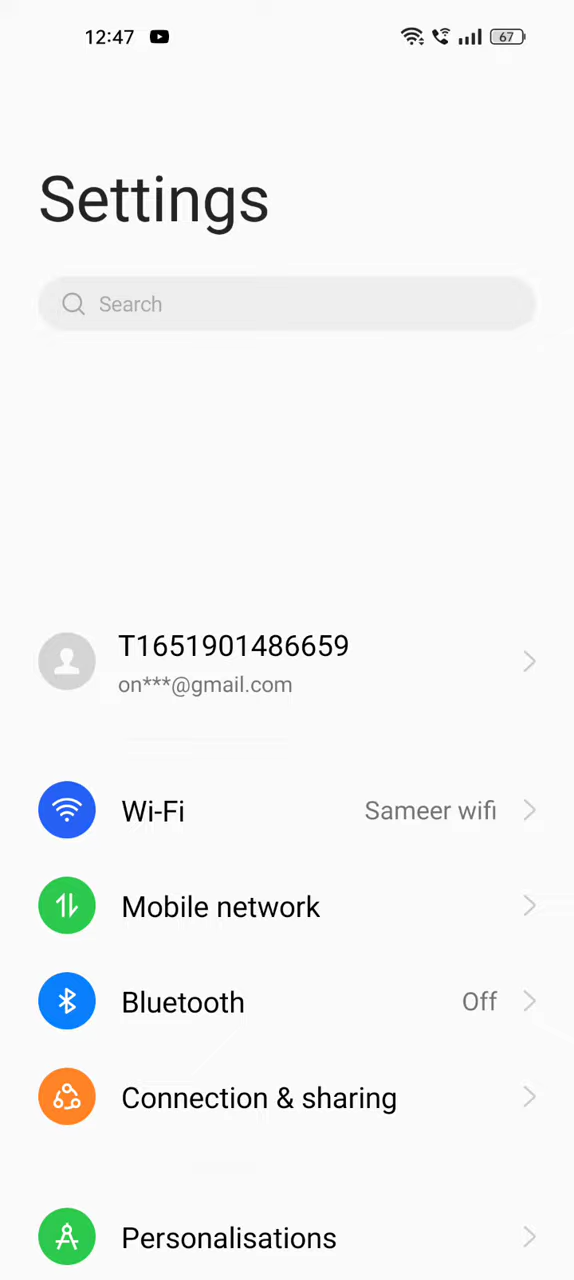 12:47
67
Settings
Search
T1651901486659
on***@gmail.com
Wi-Fi Sameer wifi
Mobile network
Bluetooth Off
Connection & sharing
Personalisations